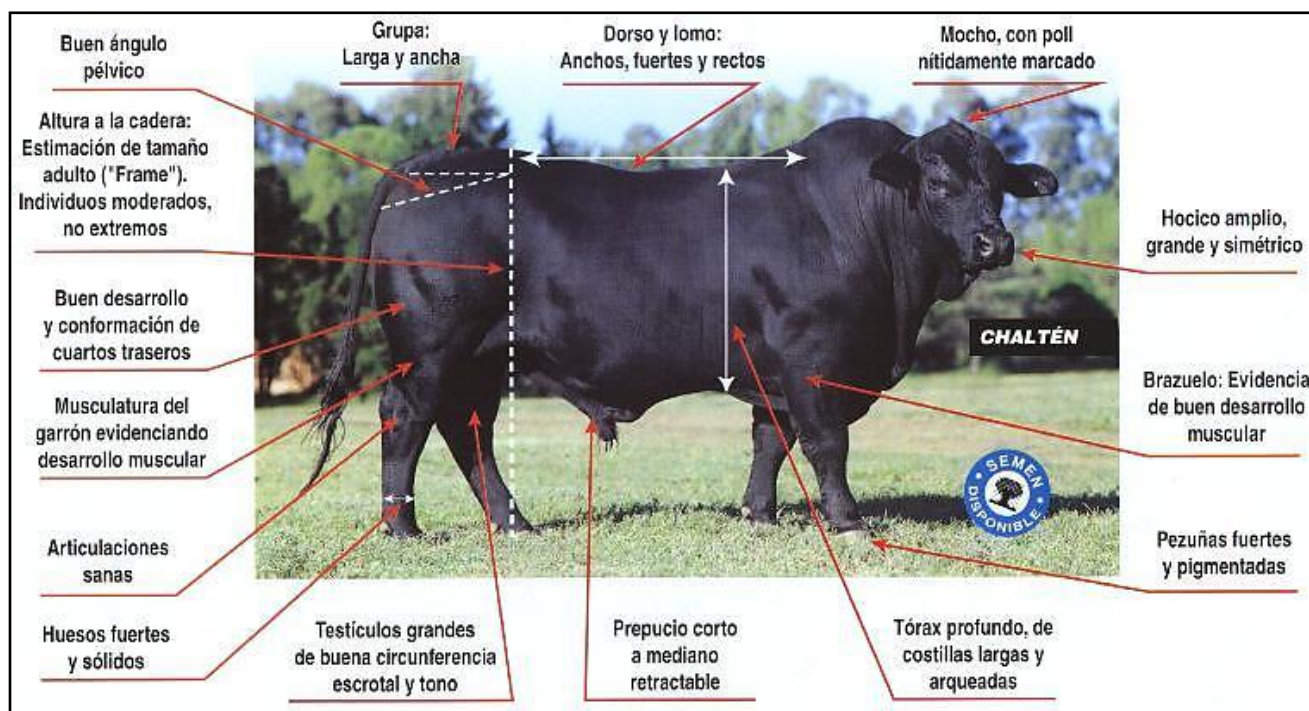 Buen ángulo
pélvico
Grupa:
Larga y ancha
Dorso y lomo:
Anchos, fuertes y rectos
Mocho, con poll
nítidamente marcado
Altura a la cadera:
Estimación de tamaño
adulto ("Frame").
Individuos moderados,
no extremos
Hocico amplio,
grande y simétrico
Buen desarrollo
y conformación de
cuartos traseros
CHALTÉN
Musculatura del
garrón evidenciando
desarrollo muscular
Brazuelo: Evidencia
de buen desarrollo
muscular
SEMEN
DISPONIBLE
Articulaciones
sanas
Pezuñas fuertes
y pigmentadas
Huesos fuertes
y sólidos
Testículos grandes
de buena circunferencia
escrotal y tono
Prepucio corto
a mediano
retractable
Tórax profundo, de
costillas largas y
arqueadas